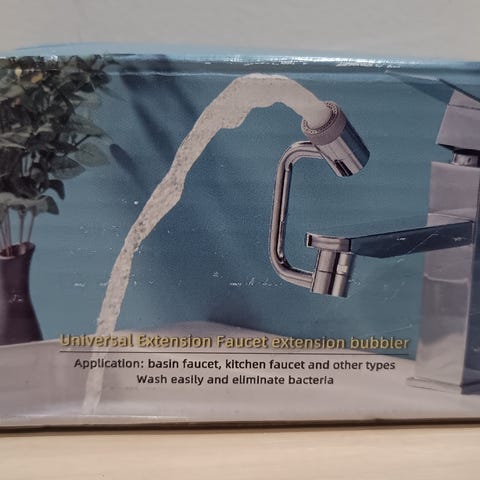 Universal Extension Faucet extension bubbler
Application: basin faucet, kitchen faucet and other types
Wash easily and eliminate bacteria